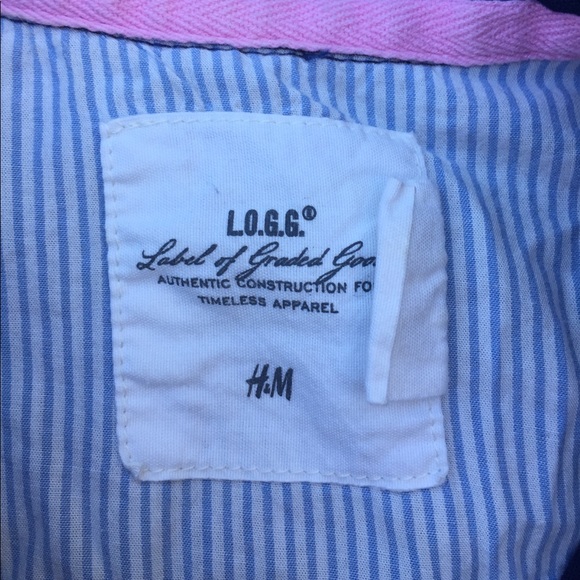 L.O.G.G.®
Label of Graded Goo
AUTHENTIC CONSTRUCTION FO
TIMELESS APPAREL
H&M